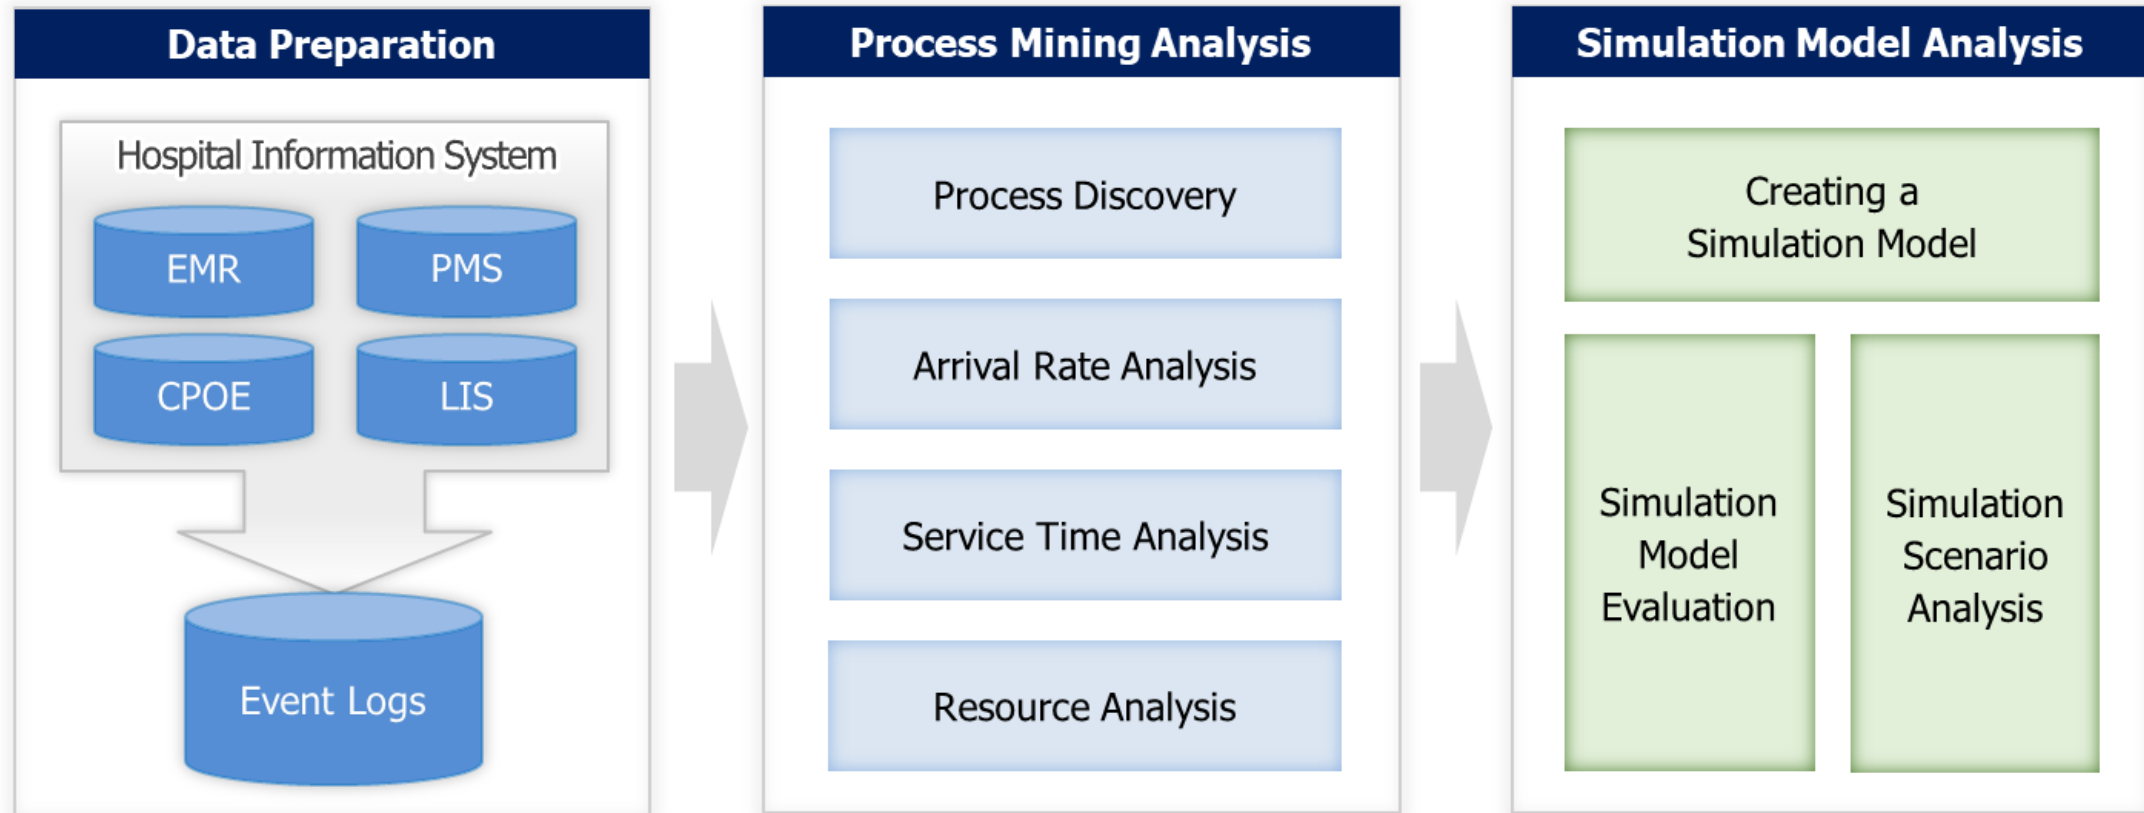 Data Preparation
Hospital Information System
EMR
PMS
CPOE
LIS
Event Logs
Process Mining Analysis
Process Discovery
Arrival Rate Analysis
Service Time Analysis
Resource Analysis
Simulation Model Analysis
Creating a
Simulation Model
Simulation
Model
Evaluation
Simulation
Scenario
Analysis